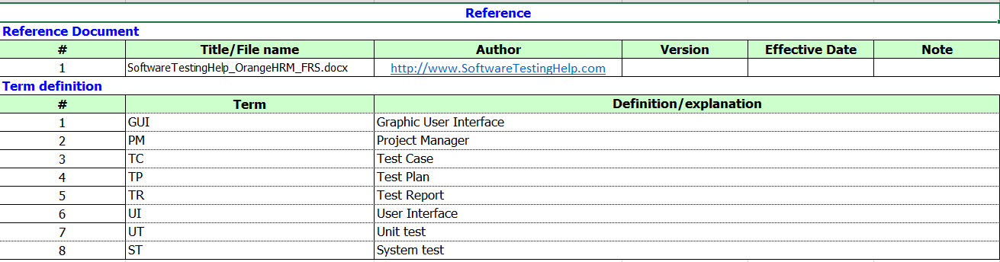 Reference
Reference Document
# Title/File name Author Version Effective Date Note
1 SoftwareTestingHelp_OrangeHRM_FRS.docx http://www.SoftwareTestingHelp.com
Term definition
# Term Definition/explanation
1 GUI Graphic User Interface
2 PM Project Manager
3 TC Test Case
4 TP Test Plan
5 TR Test Report
6 UI User Interface
7 UT Unit test
8 ST System test